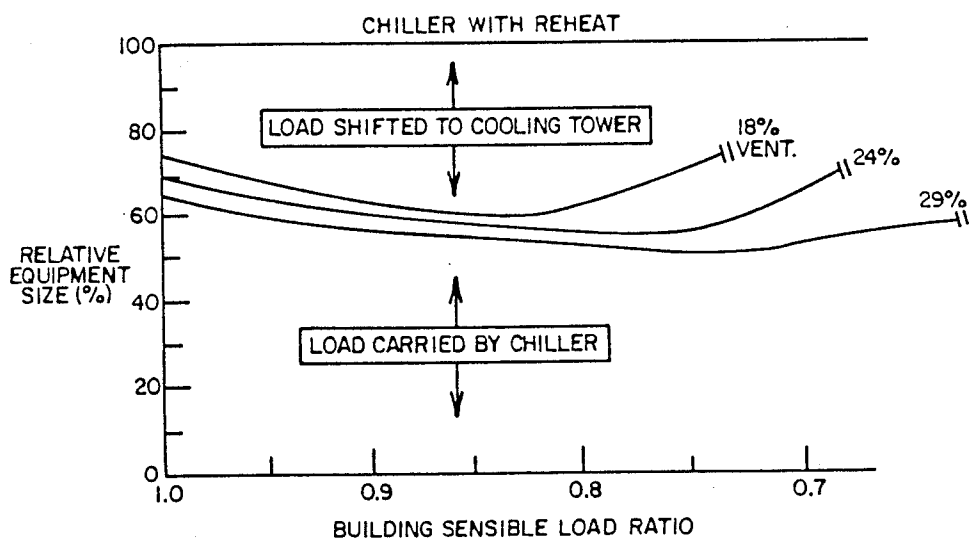 CHILLER WITH REHEAT
100
80
60
40
20
0
RELATIVE
EQUIPMENT
SIZE (%)
LOAD SHIFTED TO COOLING TOWER
18%
VENT.
24%
29%
LOAD CARRIED BY CHILLER
1.0
0.9
0.8
0.7
BUILDING SENSIBLE LOAD RATIO